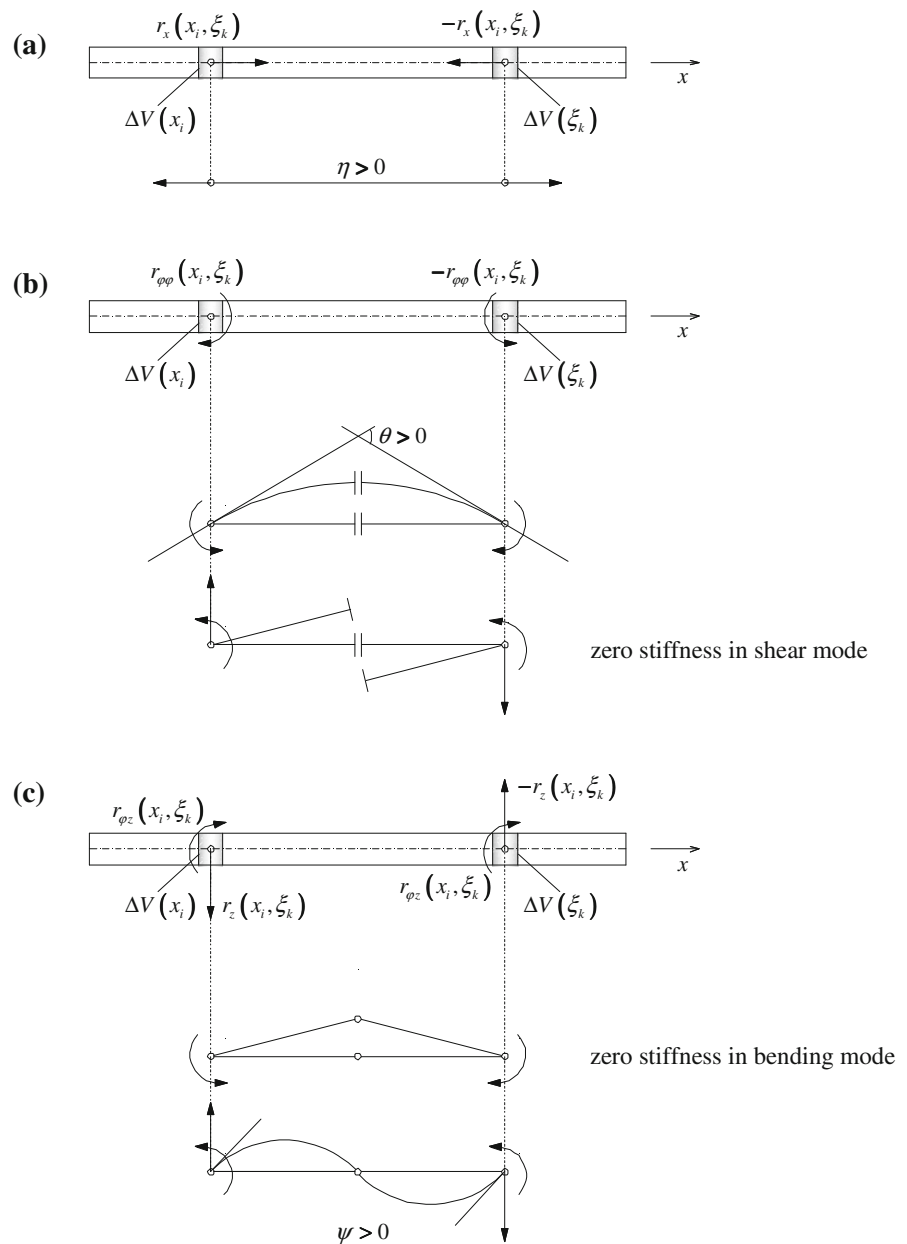 (a)
r_x(x_i, ξ_k) −r_x(x_i, ξ_k)
x
ΔV(x_i) ΔV(ξ_k)
η > 0
(b)
r_φφ(x_i, ξ_k) −r_φφ(x_i, ξ_k)
x
ΔV(x_i) ΔV(ξ_k)
θ > 0
zero stiffness in shear mode
(c)
−r_z(x_i, ξ_k)
r_φz(x_i, ξ_k)
x
r_φz(x_i, ξ_k)
ΔV(x_i) r_z(x_i, ξ_k) ΔV(ξ_k)
zero stiffness in bending mode
ψ > 0